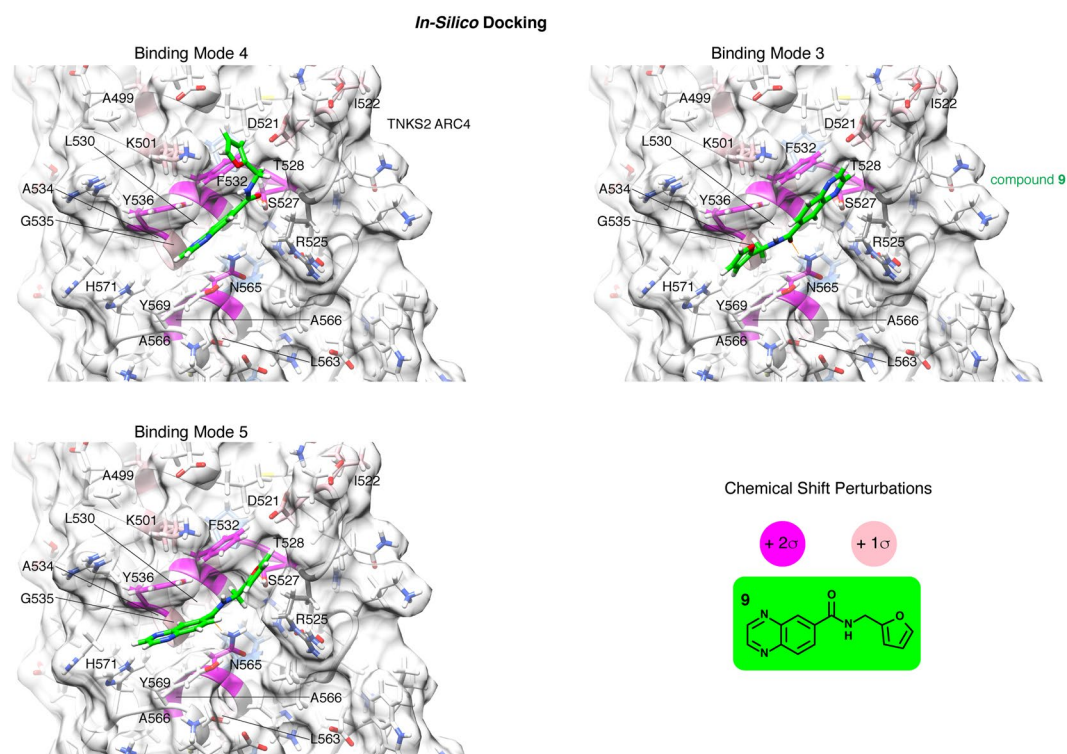 In-Silico Docking
Binding Mode 4
A499
D521
I522
TNKS2 ARC4
L530
K501
T528
F532
A534
Y536
S527
G535
R525
H571
N565
Y569
A566
A566
L563
Binding Mode 3
A499
I522
D521
L530
K501
F532
T528
compound 9
A534
Y536
S527
G535
R525
H571
N565
Y569
A566
A566
L563
Binding Mode 5
A499
I522
D521
L530
K501
F532
T528
A534
Y536
S527
G535
R525
H571
N565
Y569
A566
A566
L563
Chemical Shift Perturbations
+ 2σ
+ 1σ
9
O
N
O
N
H
N